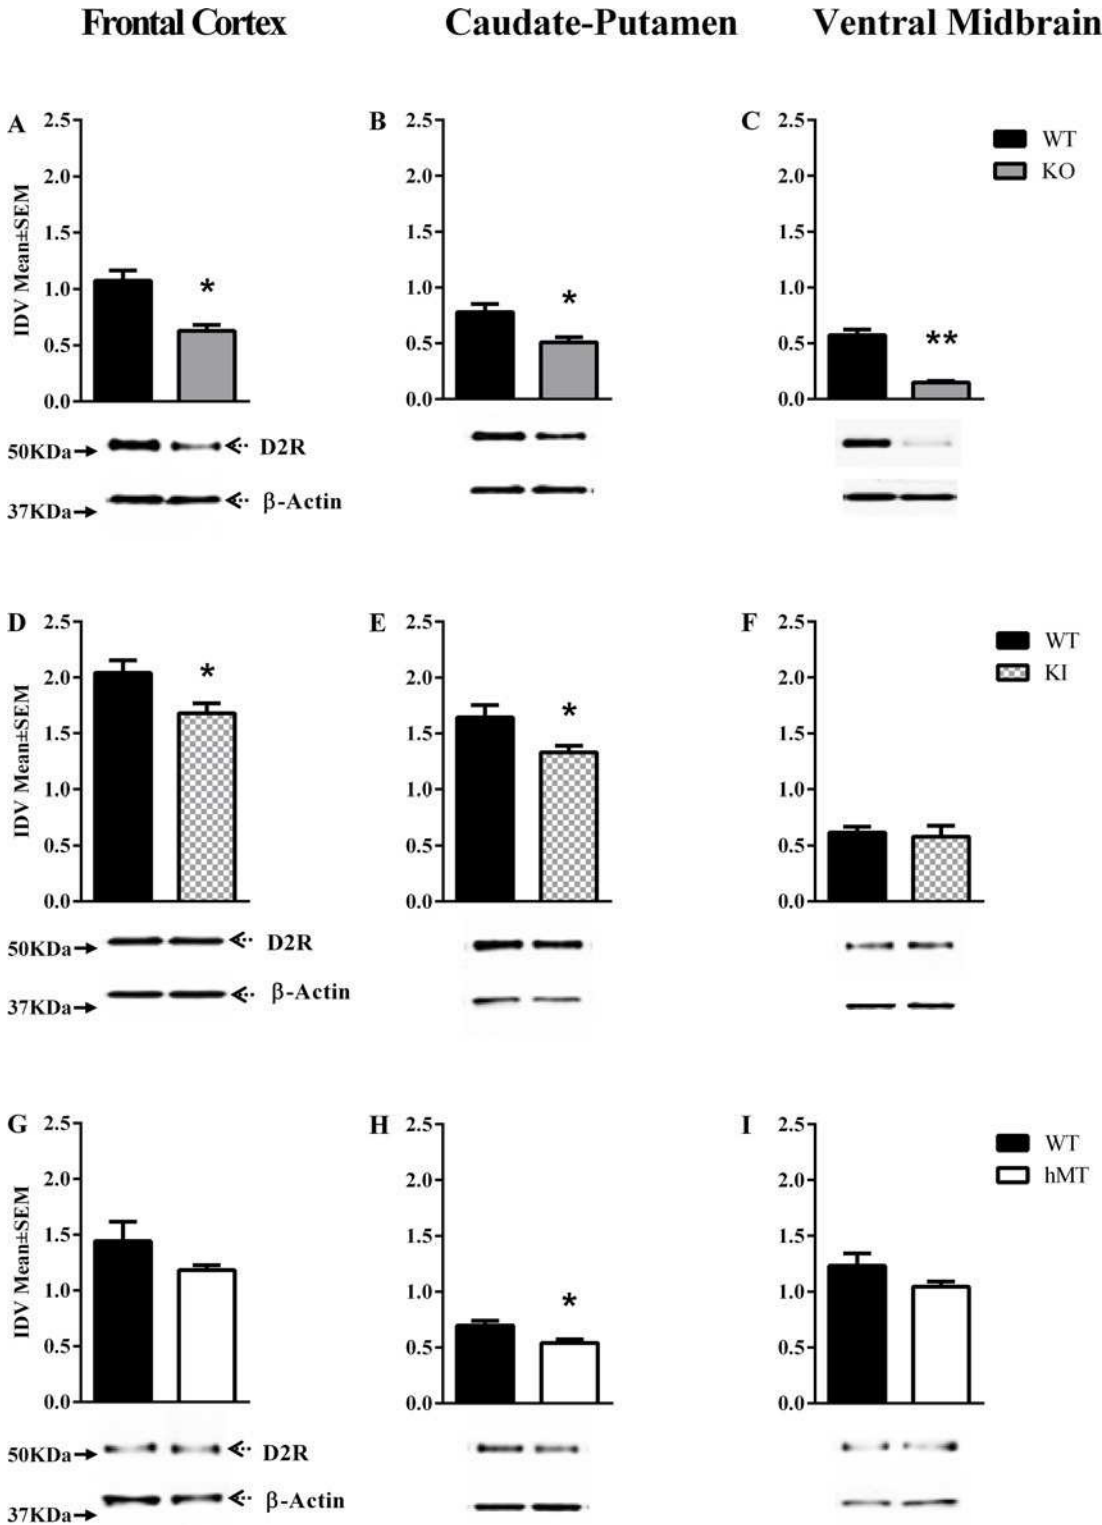 Frontal Cortex Caudate-Putamen Ventral Midbrain
A B C
IDV Mean±SEM
2.5 2.5 2.5
2.0 2.0 2.0
1.5 1.5 1.5
1.0 1.0 1.0
0.5 0.5 0.5
0.0 0.0 0.0
* * **
WT
KO
50KDa D2R
37KDa β-Actin
D E F
IDV Mean±SEM
2.5 2.5 2.5
2.0 2.0 2.0
1.5 1.5 1.5
1.0 1.0 1.0
0.5 0.5 0.5
0.0 0.0 0.0
* *
WT
KI
50KDa D2R
37KDa β-Actin
G H I
IDV Mean±SEM
2.5 2.5 2.5
2.0 2.0 2.0
1.5 1.5 1.5
1.0 1.0 1.0
0.5 0.5 0.5
0.0 0.0 0.0
*
WT
hMT
50KDa D2R
37KDa β-Actin